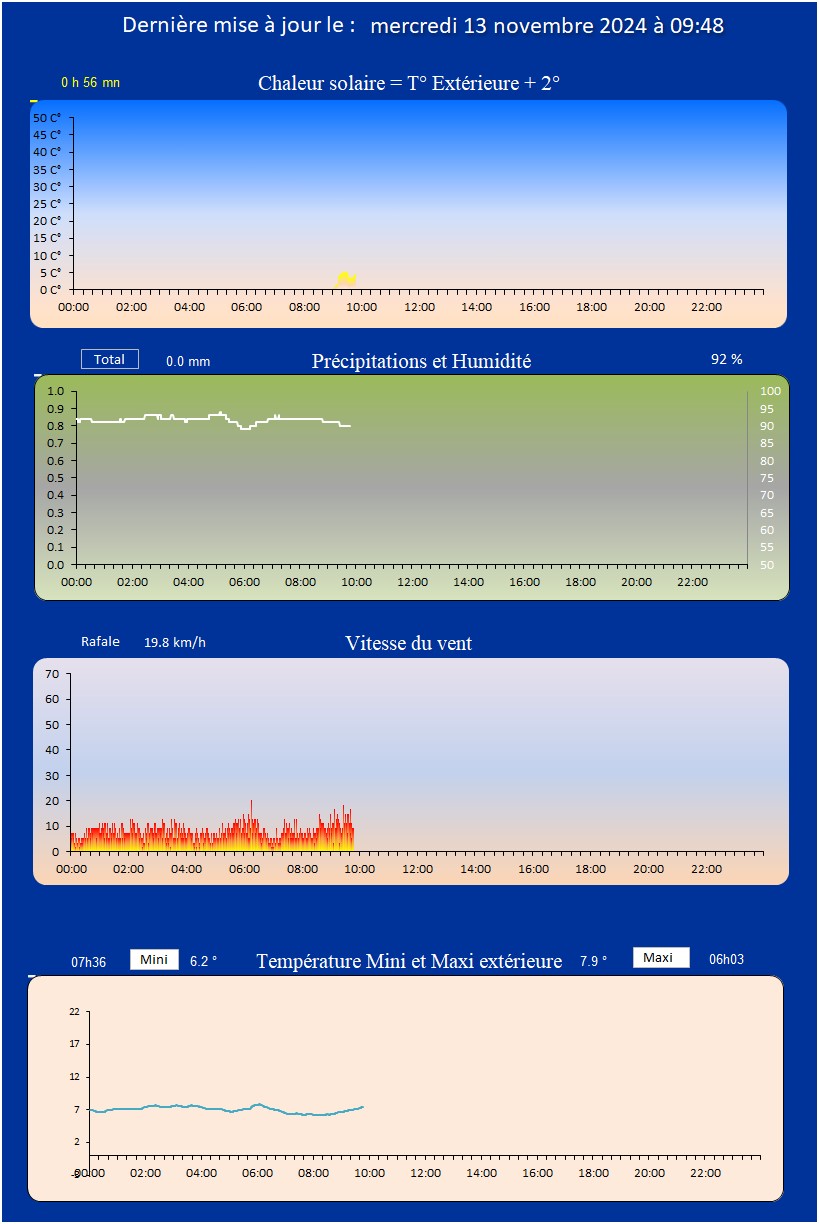 Dernière mise à jour le : mercredi 13 novembre 2024 à 09:48
0 h 56 mn Chaleur solaire = T° Extérieure + 2°
50 C°
45 C°
40 C°
35 C°
30 C°
25 C°
20 C°
15 C°
10 C°
5 C°
0 C°
00:00 02:00 04:00 06:00 08:00 10:00 12:00 14:00 16:00 18:00 20:00 22:00
Total 0.0 mm Précipitations et Humidité 92 %
1.0 100
0.9 95
0.8 90
0.7 85
0.6 80
0.5 75
0.4 70
0.3 65
0.2 60
0.1 55
0.0 50
00:00 02:00 04:00 06:00 08:00 10:00 12:00 14:00 16:00 18:00 20:00 22:00
Rafale 19.8 km/h Vitesse du vent
70
60
50
40
30
20
10
0
00:00 02:00 04:00 06:00 08:00 10:00 12:00 14:00 16:00 18:00 20:00 22:00
07h36 Mini 6.2 ° Température Mini et Maxi extérieure 7.9 ° Maxi 06h03
22
17
12
7
2
-3 00:00 02:00 04:00 06:00 08:00 10:00 12:00 14:00 16:00 18:00 20:00 22:00